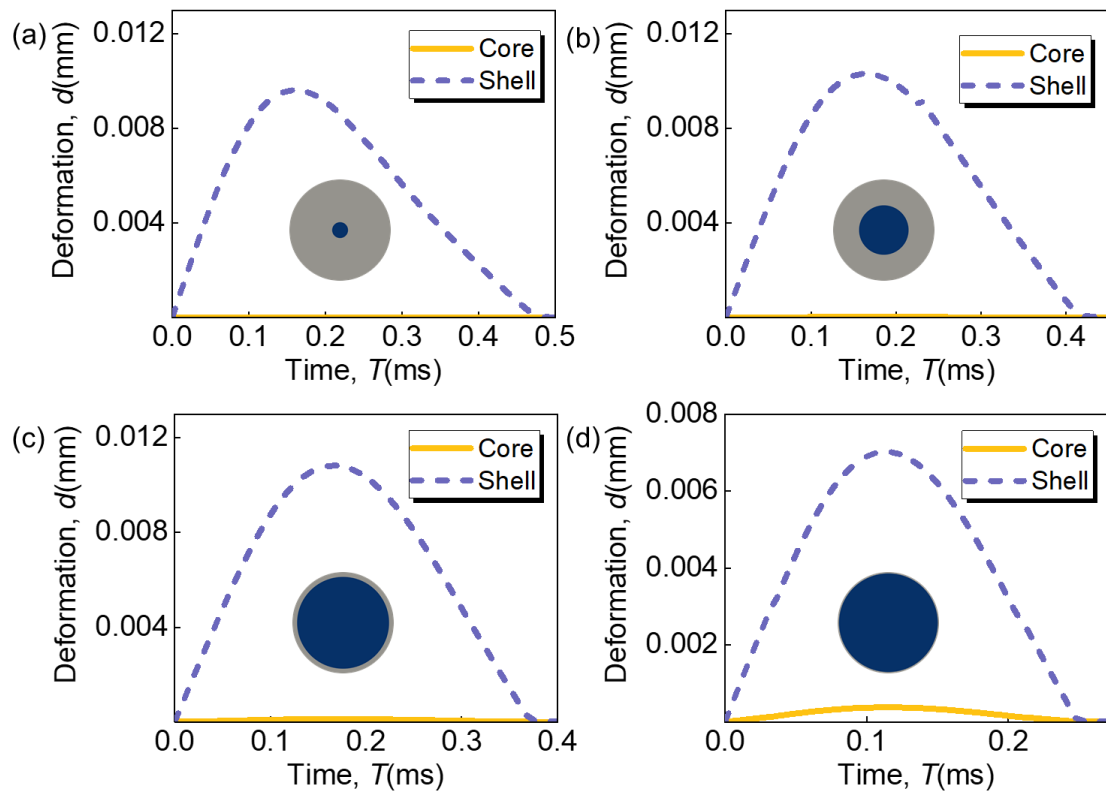 (a)
Deformation, d(mm)
0.012
0.008
0.004
Core
Shell
0.0 0.1 0.2 0.3 0.4 0.5
Time, T(ms)
(b)
Deformation, d(mm)
0.012
0.008
0.004
Core
Shell
0.0 0.1 0.2 0.3 0.4
Time, T(ms)
(c)
Deformation, d(mm)
0.012
0.008
0.004
Core
Shell
0.0 0.1 0.2 0.3 0.4
Time, T(ms)
(d)
Deformation, d(mm)
0.008
0.006
0.004
0.002
Core
Shell
0.0 0.1 0.2
Time, T(ms)